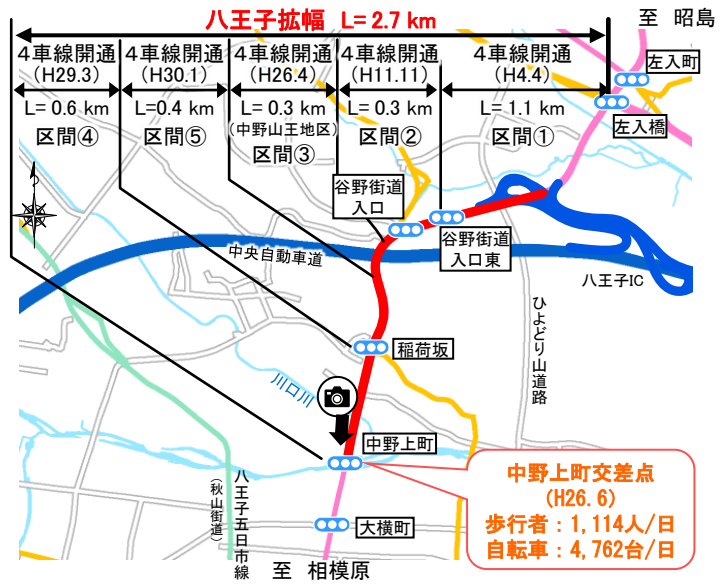 八王子拡幅 L= 2.7 km
至 昭島
4車線開通
(H29.3)
L= 0.6 km
区間④
4車線開通
(H30.1)
L=0.4 km
区間⑤
4車線開通
(H26.4)
L= 0.3 km
(中野山王地区)
区間③
4車線開通
(H11.11)
L= 0.3 km
区間②
4車線開通
(H4.4)
L= 1.1 km
区間①
左入町
左入橋
谷野街道
入口
谷野街道
入口東
中央自動車道
八王子IC
ひよどり山道路
稲荷坂
川口川
中野上町
中野上町交差点
(H26.6)
歩行者：1,114人/日
自転車：4,762台/日
八王子五日市線
(秋山街道)
大横町
至 相模原